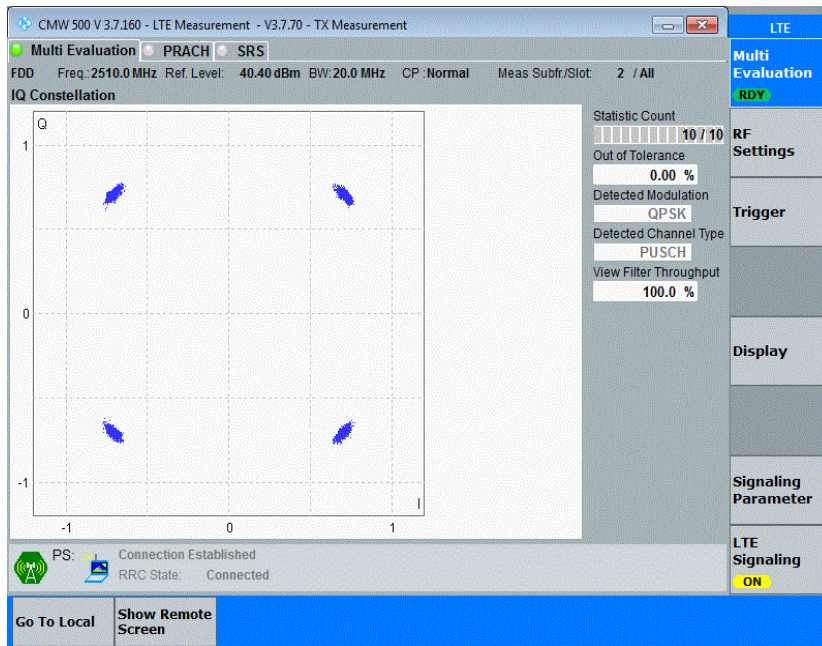 CMW 500 V 3.7.160 - LTE Measurement - V3.7.70 - TX Measurement
LTE
Multi Evaluation PRACH SRS
Multi
Evaluation
RDY
FDD Freq.:2510.0 MHz Ref. Level: 40.40 dBm BW:20.0 MHz CP :Normal Meas Subfr./Slot: 2 / All
IQ Constellation
Q
1
0
-1
-1 0 1
I
Statistic Count
10 / 10
Out of Tolerance
0.00 %
Detected Modulation
QPSK
Detected Channel Type
PUSCH
View Filter Throughput
100.0 %
RF
Settings
Trigger
Display
Signaling
Parameter
LTE
Signaling
ON
PS: Connection Established
RRC State: Connected
Go To Local
Show Remote
Screen